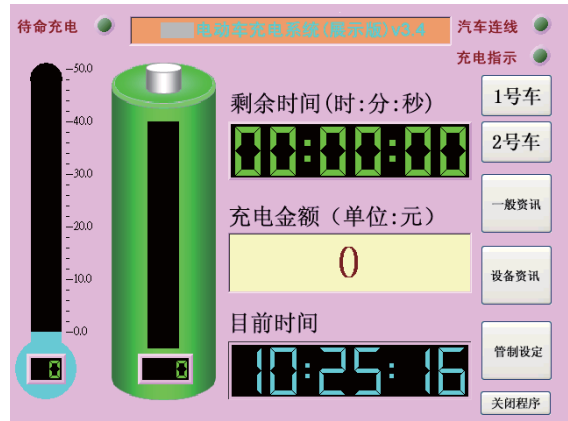 待命充电
电动车充电系统(展示版)v3.4
汽车连线
充电指示
50.0
40.0
30.0
20.0
10.0
0.0
0
0
剩余时间(时:分:秒)
00:00:00
充电金额（单位:元）
0
目前时间
10:25:16
1号车
2号车
一般资讯
设备资讯
管制设定
关闭程序